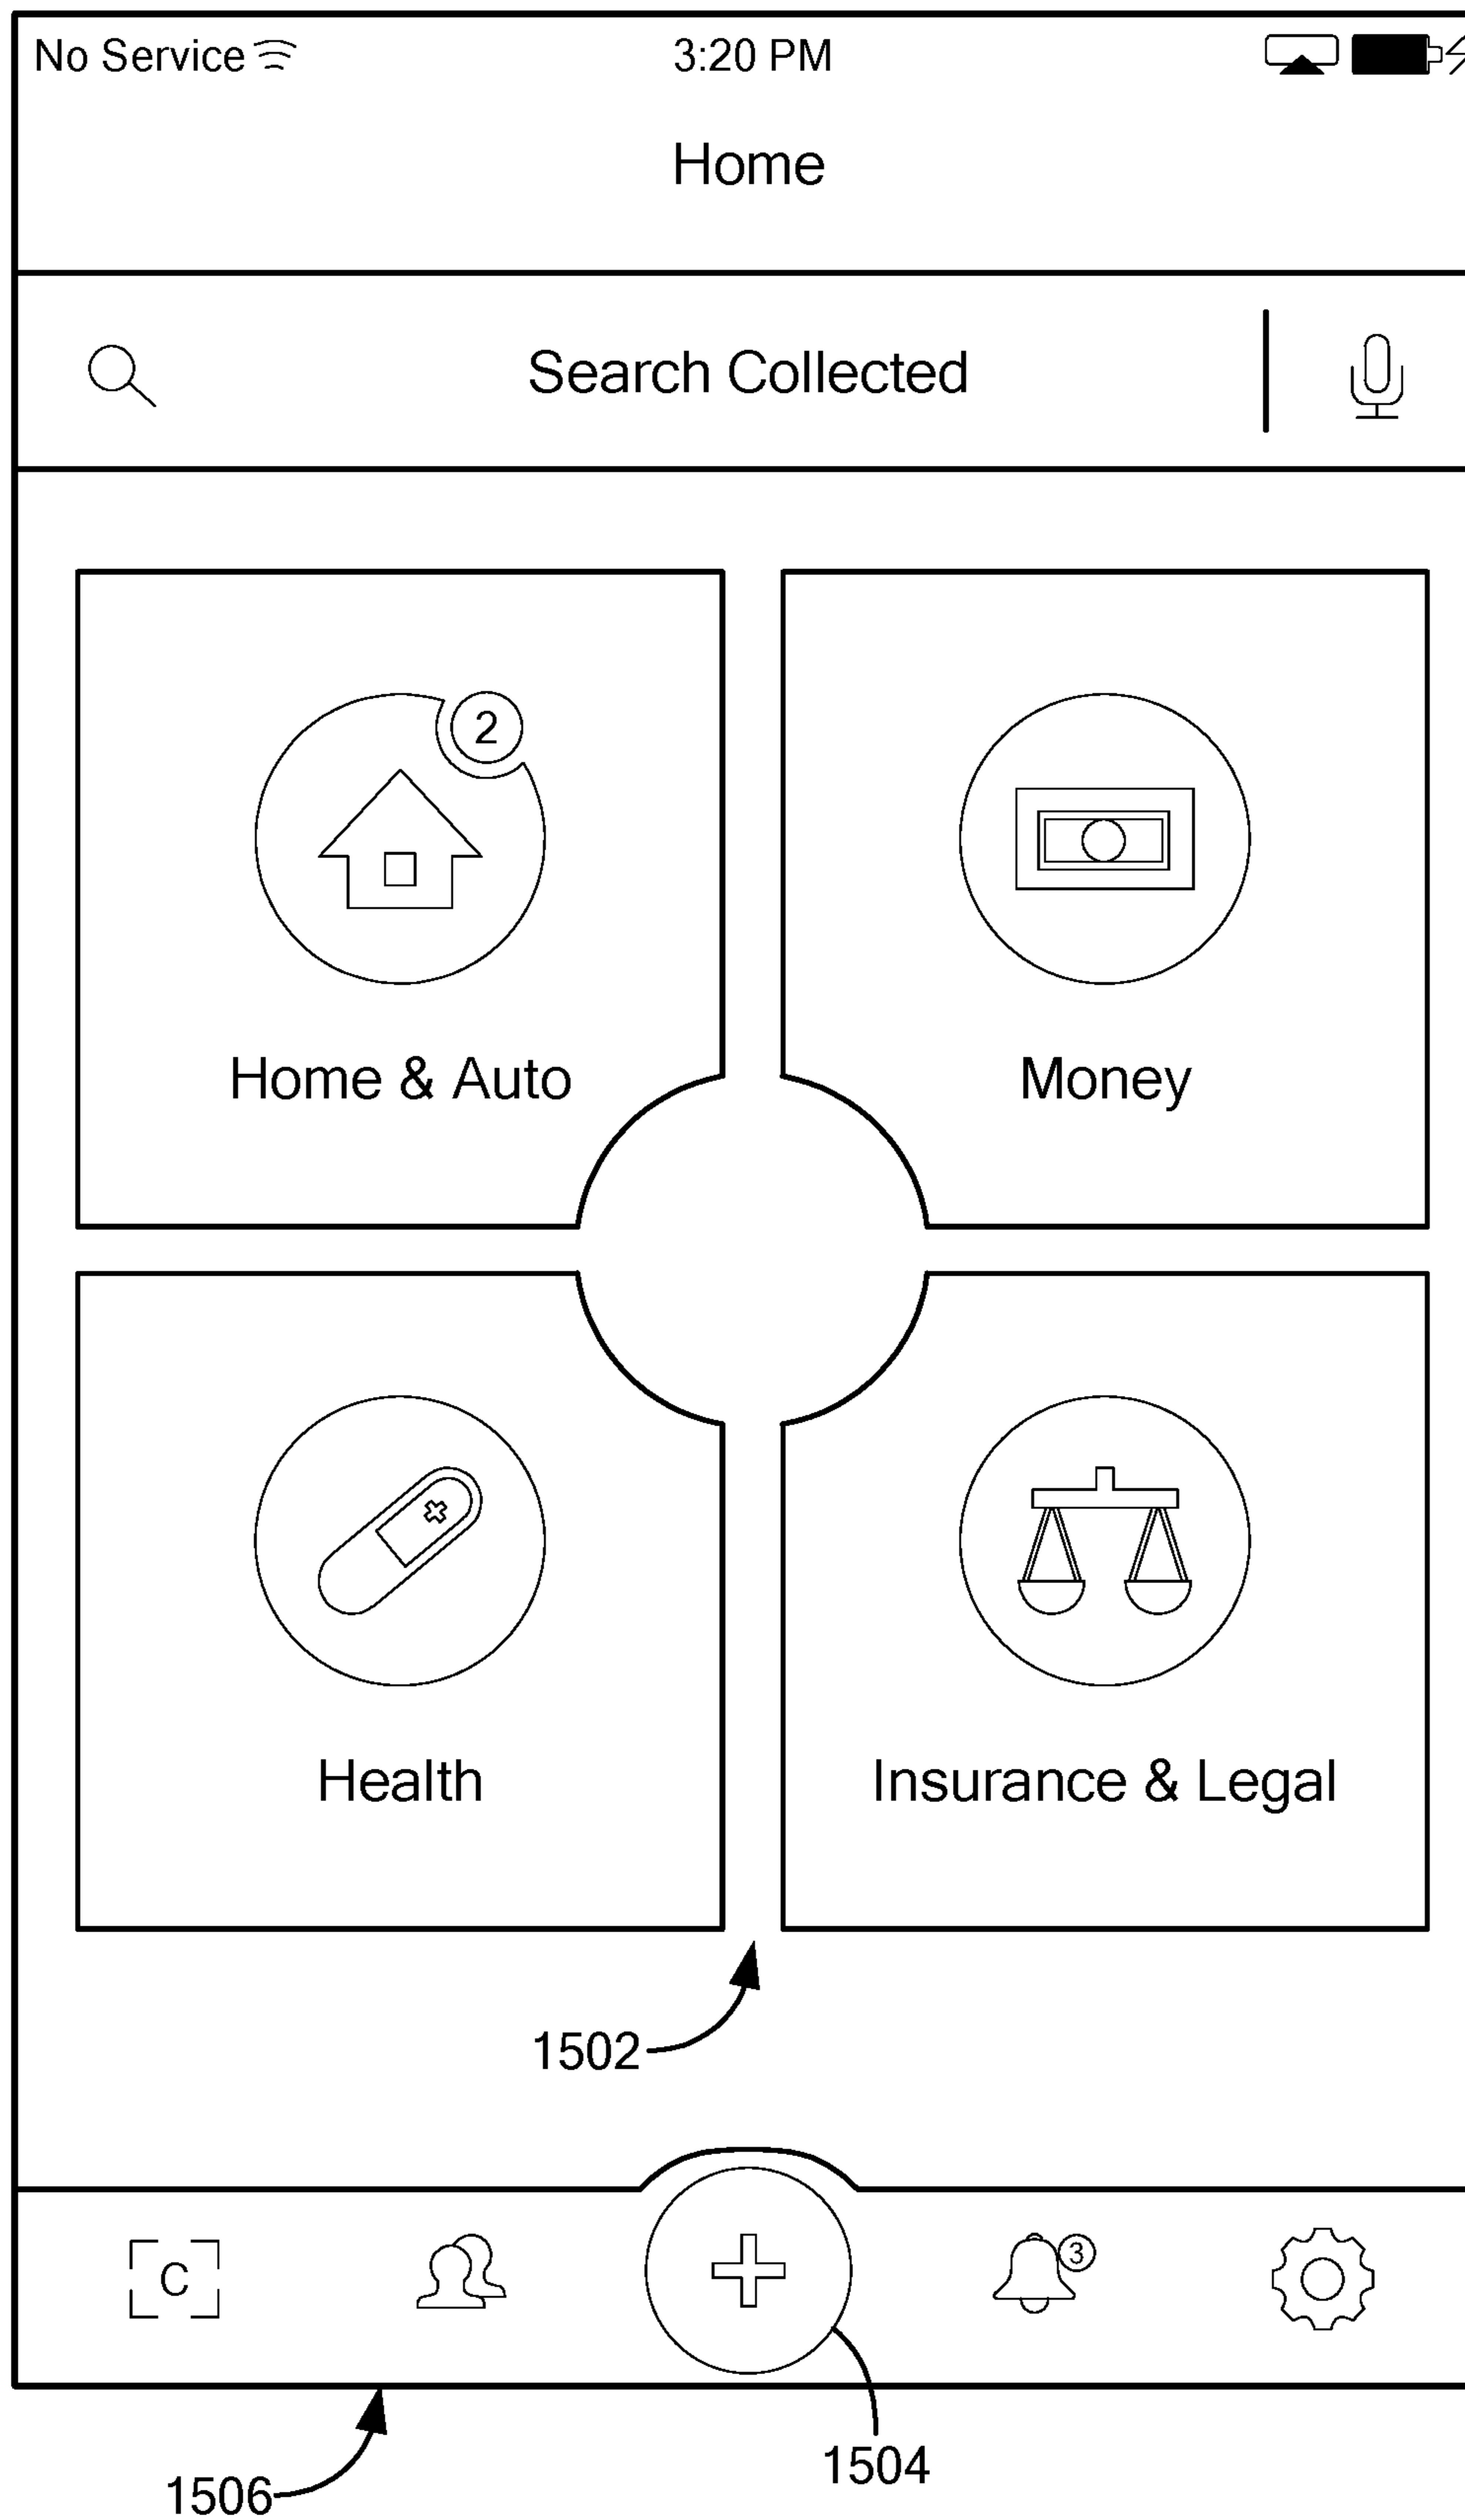 No Service 3:20 PM
Home
Search Collected
2
Home & Auto Money
Health Insurance & Legal
1502
C 3
1504
1506